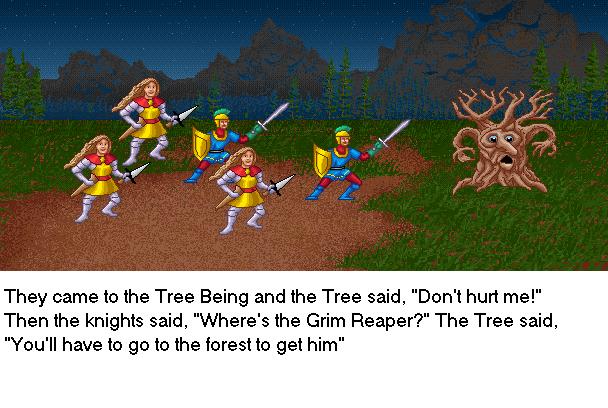 They came to the Tree Being and the Tree said, "Don't hurt me!"
Then the knights said, "Where's the Grim Reaper?" The Tree said,
"You'll have to go to the forest to get him"